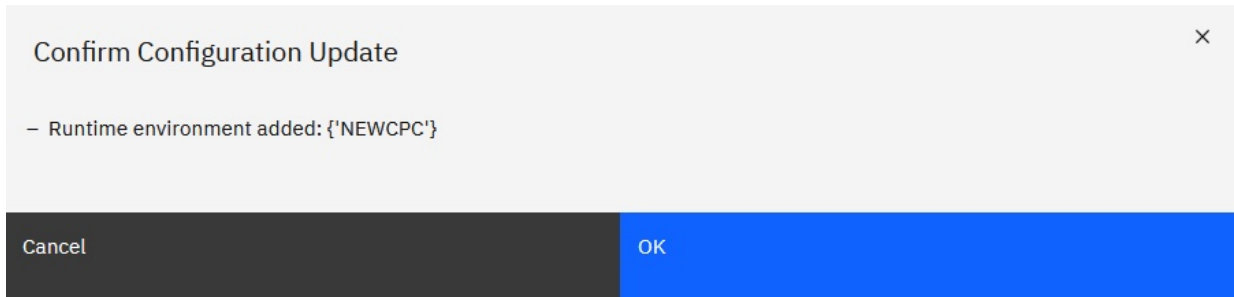 Confirm Configuration Update
– Runtime environment added: {'NEWCPC'}
Cancel
OK